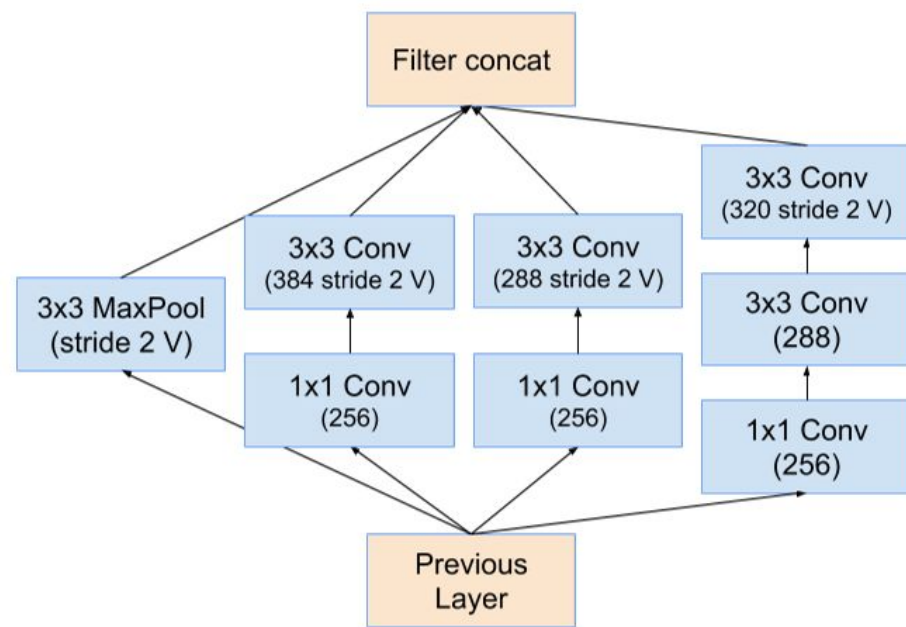 Filter concat
3x3 MaxPool
(stride 2 V)
3x3 Conv
(384 stride 2 V)
1x1 Conv
(256)
3x3 Conv
(288 stride 2 V)
1x1 Conv
(256)
3x3 Conv
(320 stride 2 V)
3x3 Conv
(288)
1x1 Conv
(256)
Previous
Layer